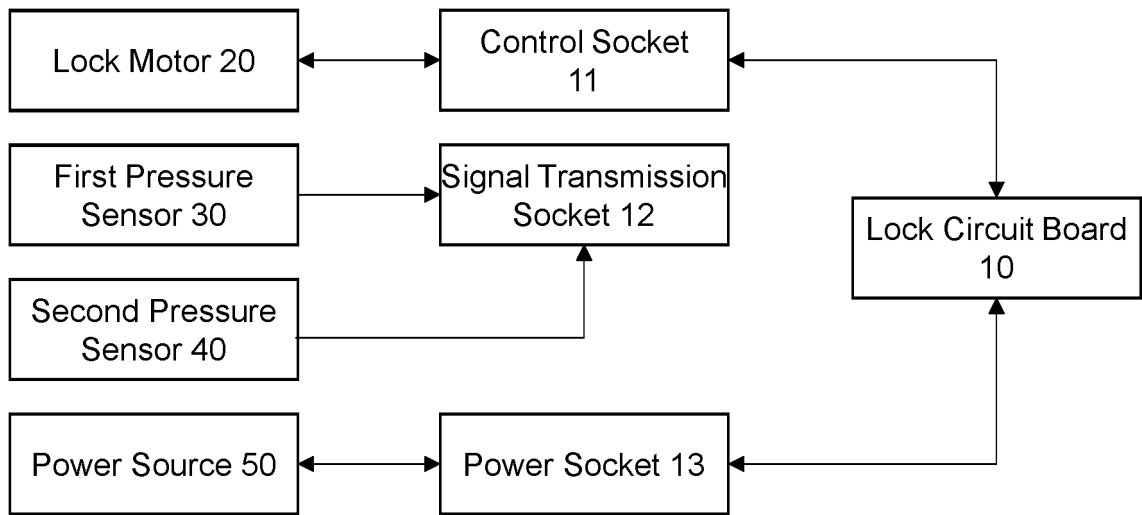 Lock Motor 20
Control Socket
11
First Pressure
Sensor 30
Signal Transmission
Socket 12
Lock Circuit Board
10
Second Pressure
Sensor 40
Power Source 50
Power Socket 13